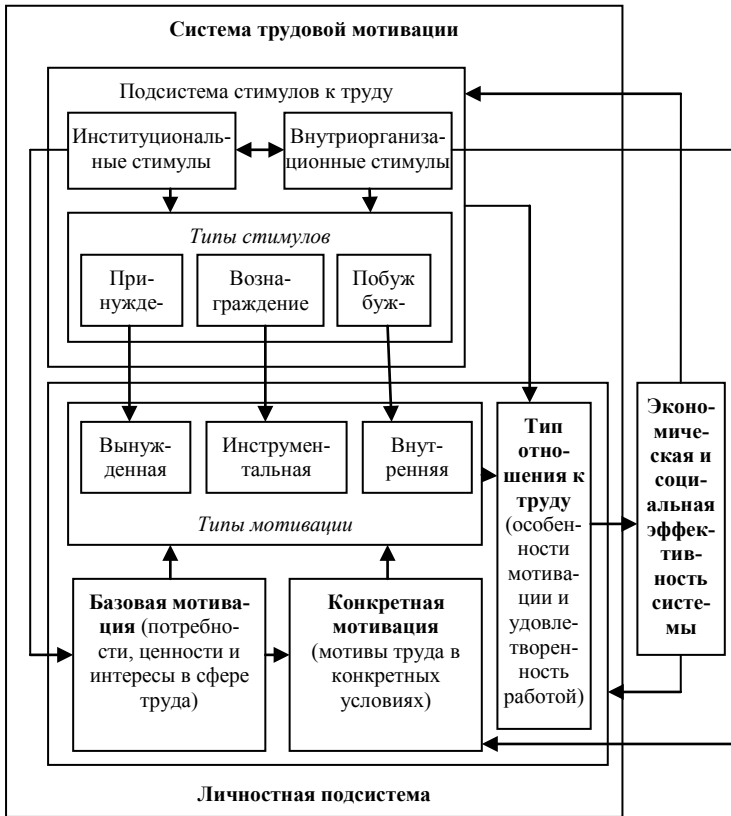 Система трудовой мотивации
Подсистема стимулов к труду
Институциональ-
ные стимулы
Внутриорганиза-
ционные стимулы
Типы стимулов
При-
нужде-
Возна-
граждение
Побуж
буж-
Вынуж-
денная
Инструмен-
тальная
Внут-
ренняя
Типы мотивации
Базовая мотива-
ция (потребно-
сти, ценности и
интересы в сфере
труда)
Конкретная
мотивация
(мотивы труда в
конкретных
условиях)
Тип
отно-
шения к
труду
(особен-
ности
мотива-
ции и
удовле-
творен-
ность
работой)
Эконо-
миче-
ская и
соци-
альная
эффек-
тив-
ность
систе-
мы
Личностная подсистема